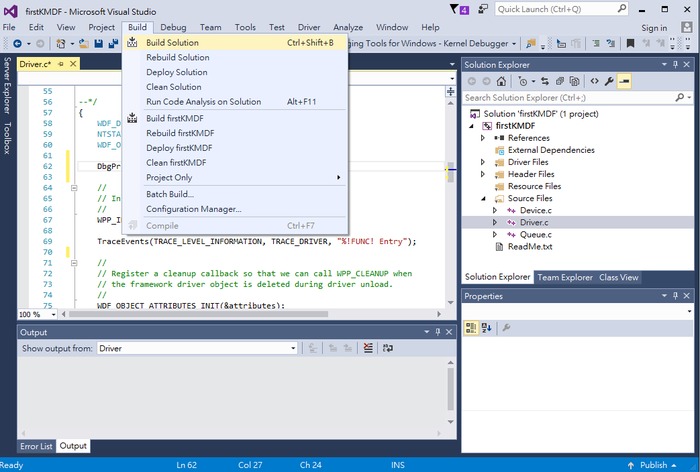 firstKMDF - Microsoft Visual Studio
4
Quick Launch (Ctrl+Q)
File Edit View Project Build Debug Team Tools Test Driver Analyze Window Help
Sign in
Build Solution Ctrl+Shift+B
ging Tools for Windows - Kernel Debugger
Rebuild Solution
Deploy Solution
Clean Solution
Run Code Analysis on Solution Alt+F11
Build firstKMDF
Rebuild firstKMDF
Deploy firstKMDF
Clean firstKMDF
Project Only
Batch Build...
Configuration Manager...
Compile Ctrl+F7
Server Explorer
Toolbox
Driver.c*
55
56 --*/
57 {
58 WDF_D
59 NTSTA
60 WDF_O
61
62 DbgPr
63
64 //
65 // In
66 //
67 WPP_I
68
69 TraceEvents(TRACE_LEVEL_INFORMATION, TRACE_DRIVER, "%!FUNC! Entry");
70
71 //
72 // Register a cleanup callback so that we can call WPP_CLEANUP when
73 // the framework driver object is deleted during driver unload.
74 //
75 WDF_OBJECT_ATTRIBUTES_INIT(&attributes);
100 %
Output
Show output from: Driver
Error List Output
Solution Explorer
Search Solution Explorer (Ctrl+;)
Solution 'firstKMDF' (1 project)
firstKMDF
References
External Dependencies
Driver Files
Header Files
Resource Files
Source Files
Device.c
Driver.c
Queue.c
ReadMe.txt
Solution Explorer Team Explorer Class View
Properties
Ready Ln 62 Col 27 Ch 24 INS Publish